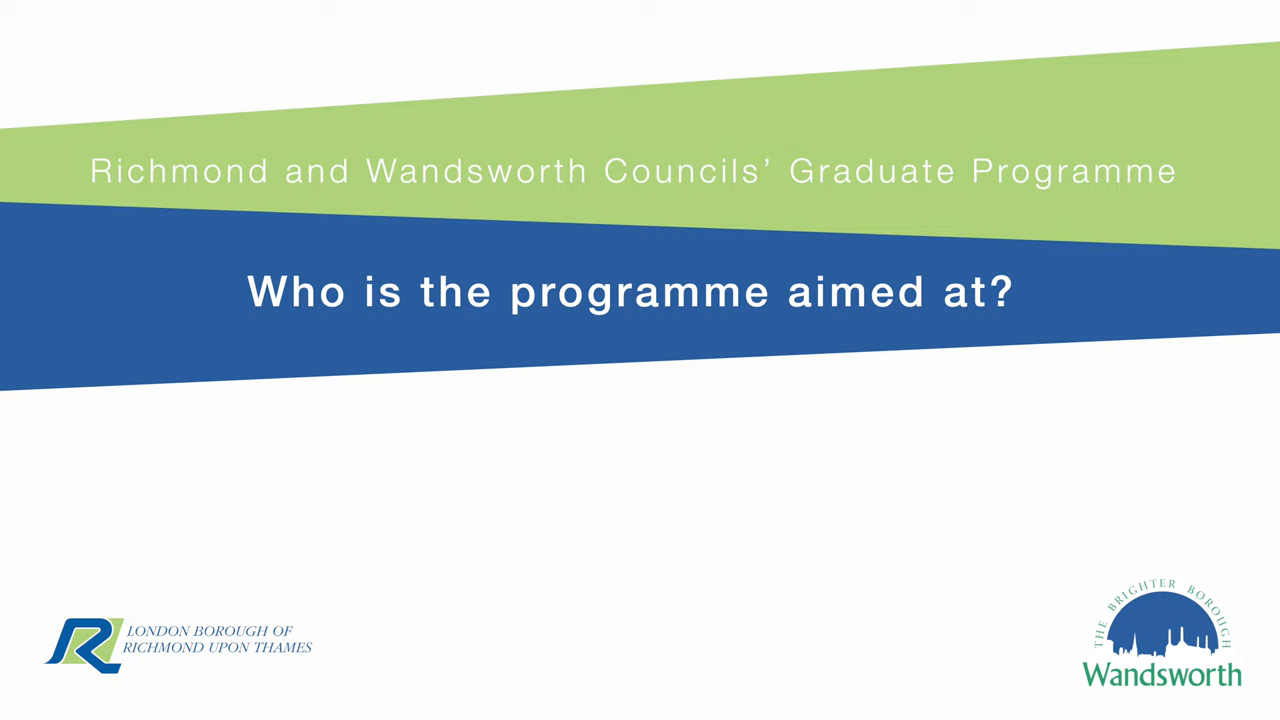 Richmond and Wandsworth Councils’ Graduate Programme
Who is the programme aimed at?
LONDON BOROUGH OF
RICHMOND UPON THAMES
THE BRIGHTER BOROUGH
Wandsworth